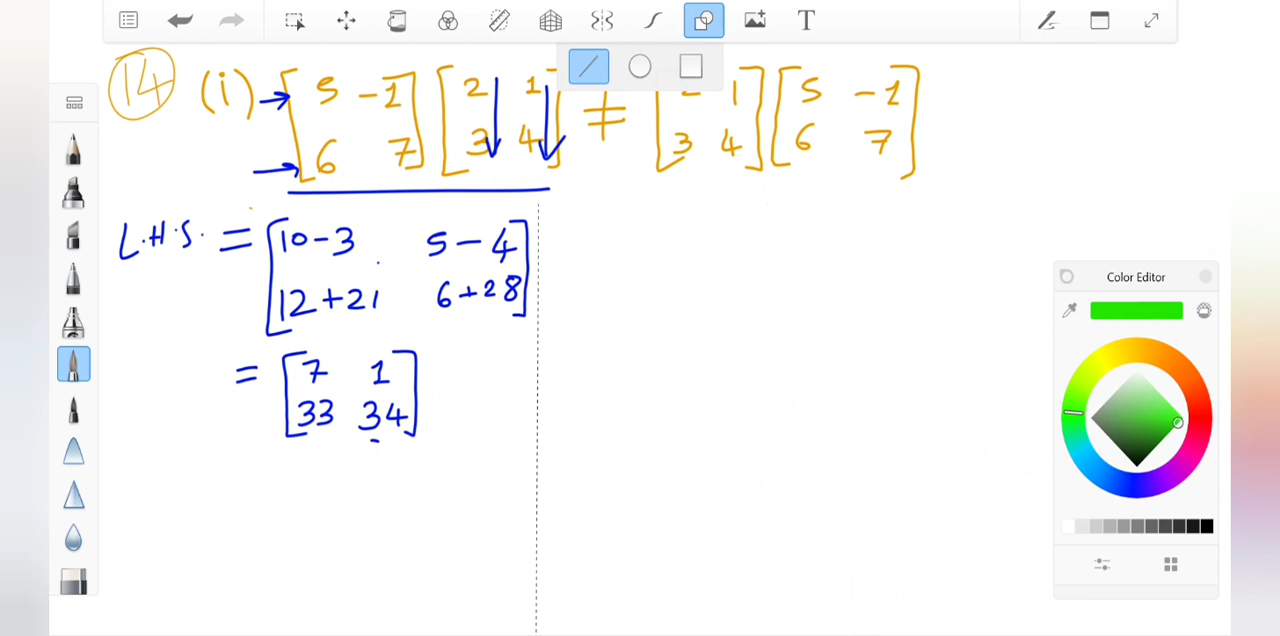 T
14 (i) [5 -1 [2 1] ≠ [2 1] [5 -1]
6 7] 3 4] 3 4] 6 7]
L.H.S. = [10-3 5-4
12+21 6+28]
= [7 1
33 34]
Color Editor